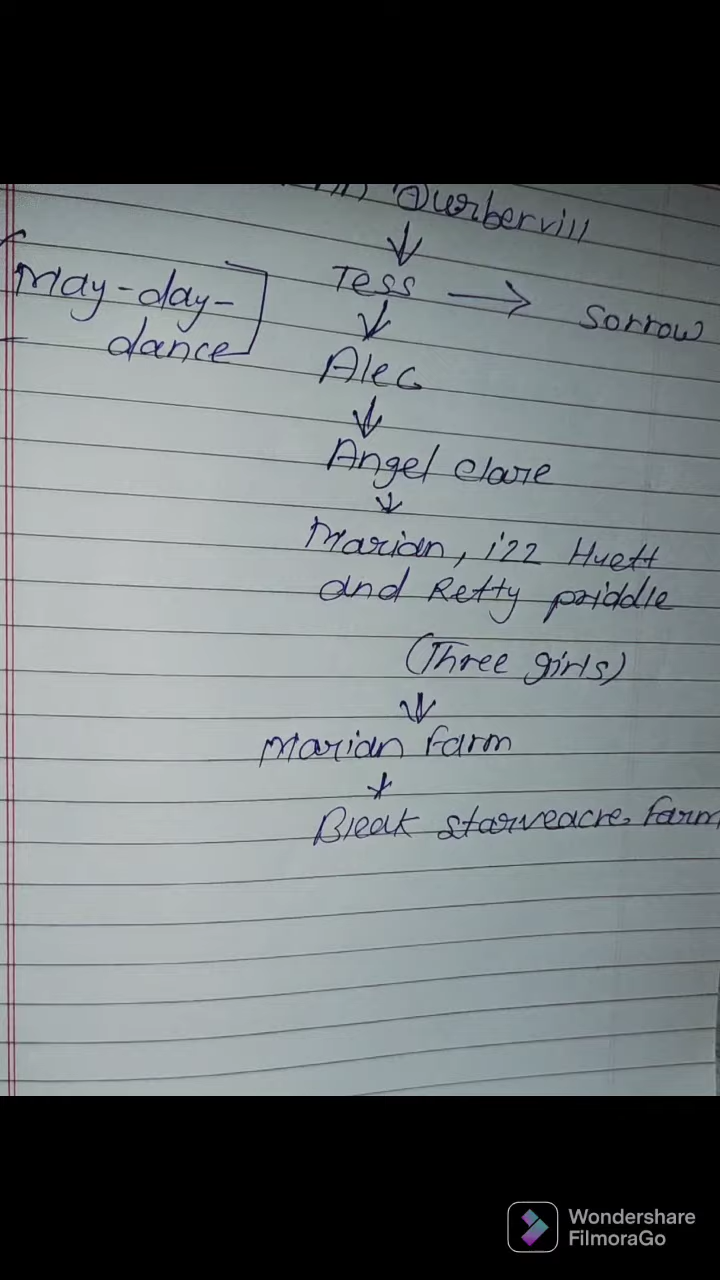 Durbervill
Tess → Sorrow
May-day-
dance
Alec
Angel Clare
Marian, izz Huett
and Retty priddle
(Three girls)
Marian Farm
Bleak starveacre Farm
Wondershare
FilmoraGo